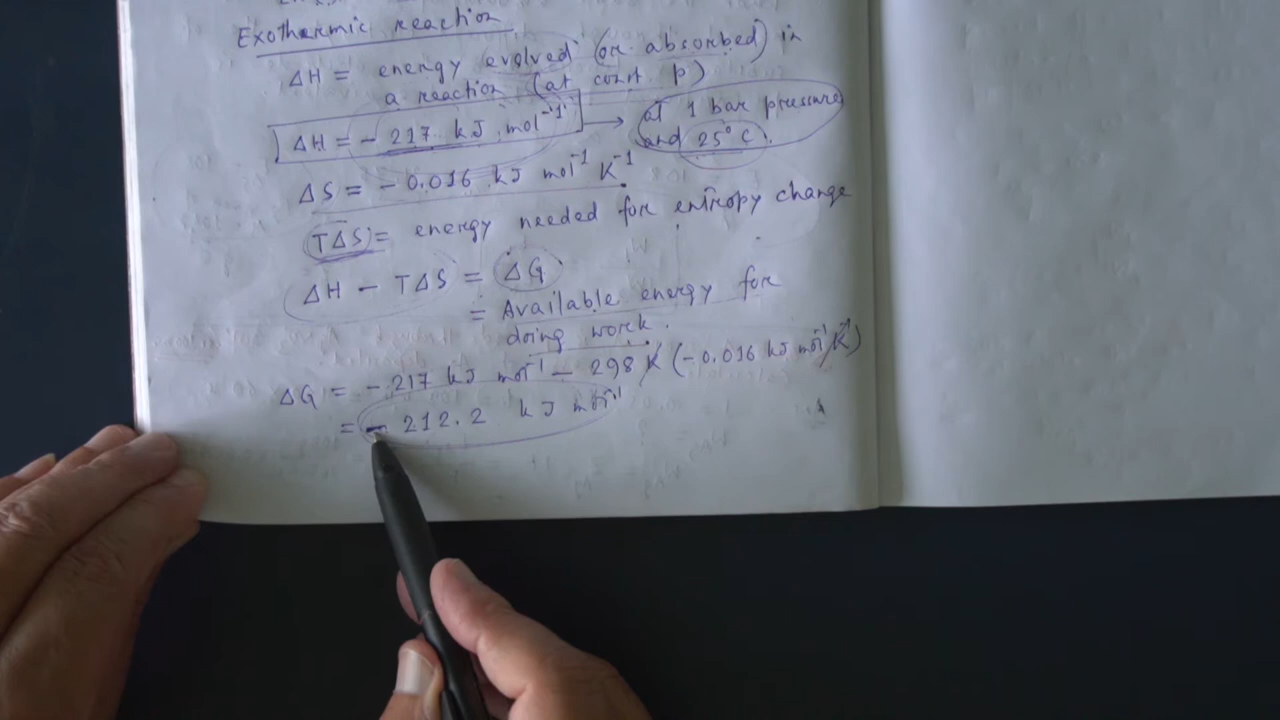 Exothermic reaction
ΔH = energy evolved (or absorbed) in
a reaction (at const p)
ΔH = - 217 kJ mol⁻¹ → at 1 bar pressure
and 25°C.
ΔS = - 0.016 kJ mol⁻¹ K⁻¹
TΔS = energy needed for entropy change
ΔH - TΔS = ΔG
= Available energy for
doing work.
ΔG = - 217 kJ mol⁻¹ - 298 K (- 0.016 kJ mol⁻¹ K⁻¹)
= - 212.2 kJ mol⁻¹